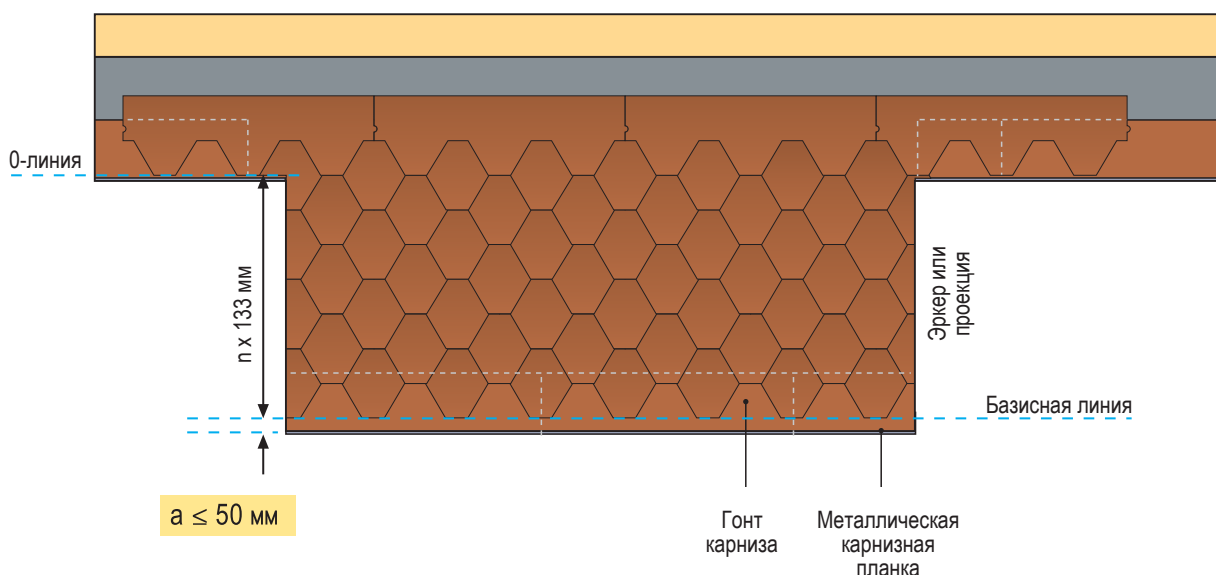 0-линия
n x 133 мм
Эркер или
проекция
Базисная линия
a ≤ 50 мм
Гонт
карниза
Металлическая
карнизная
планка